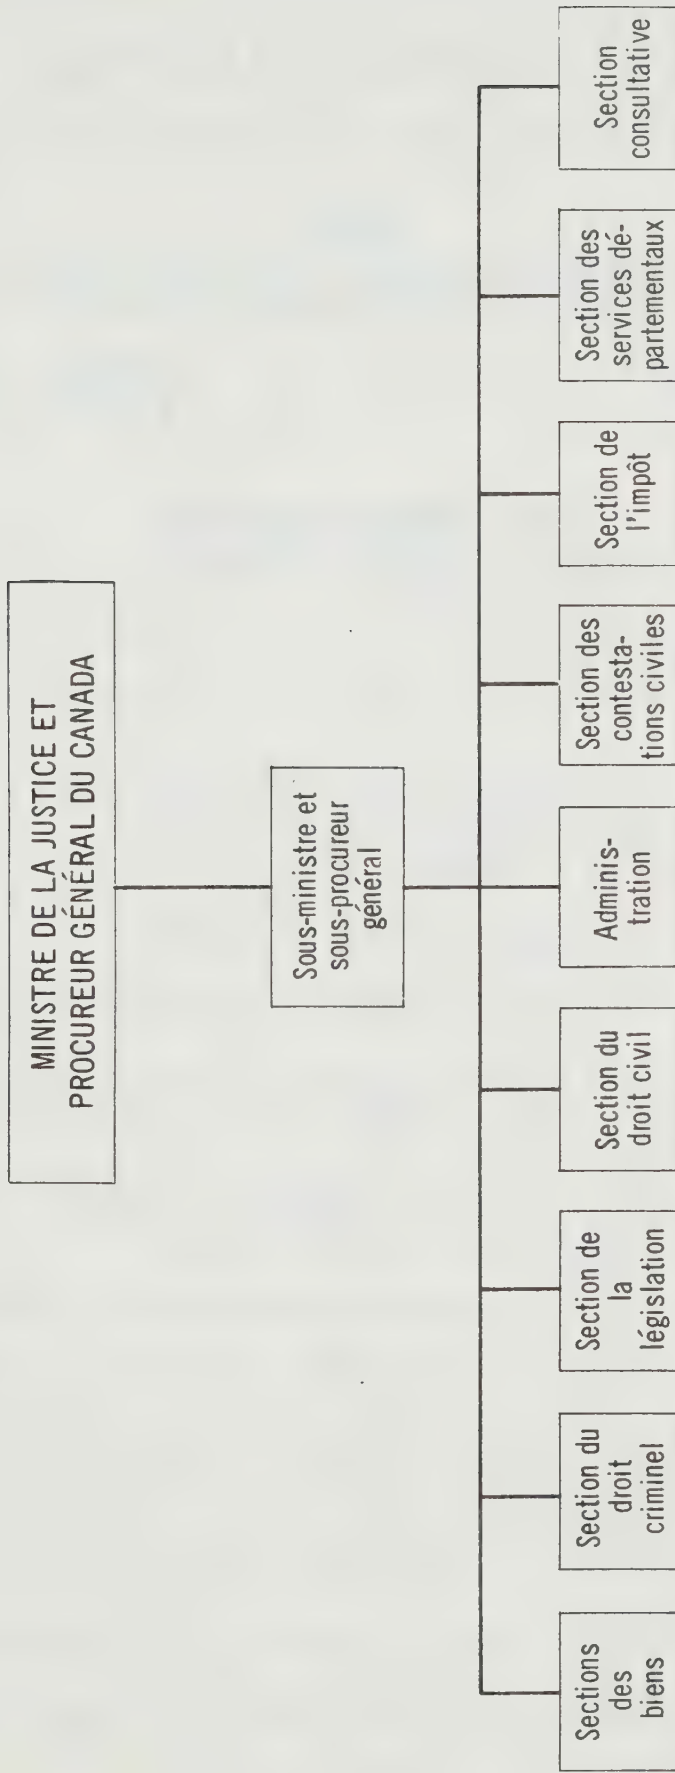 MINISTRE DE LA JUSTICE ET
PROCUREUR GÉNÉRAL DU CANADA
Sous-ministre et
sous-procureur
général
Sections
des
biens
Section du
droit
criminel
Section de
la
législation
Section du
droit civil
Adminis-
tration
Section des
contesta-
tions civiles
Section de
l'impôt
Section des
services dé-
partementaux
Section
consultative